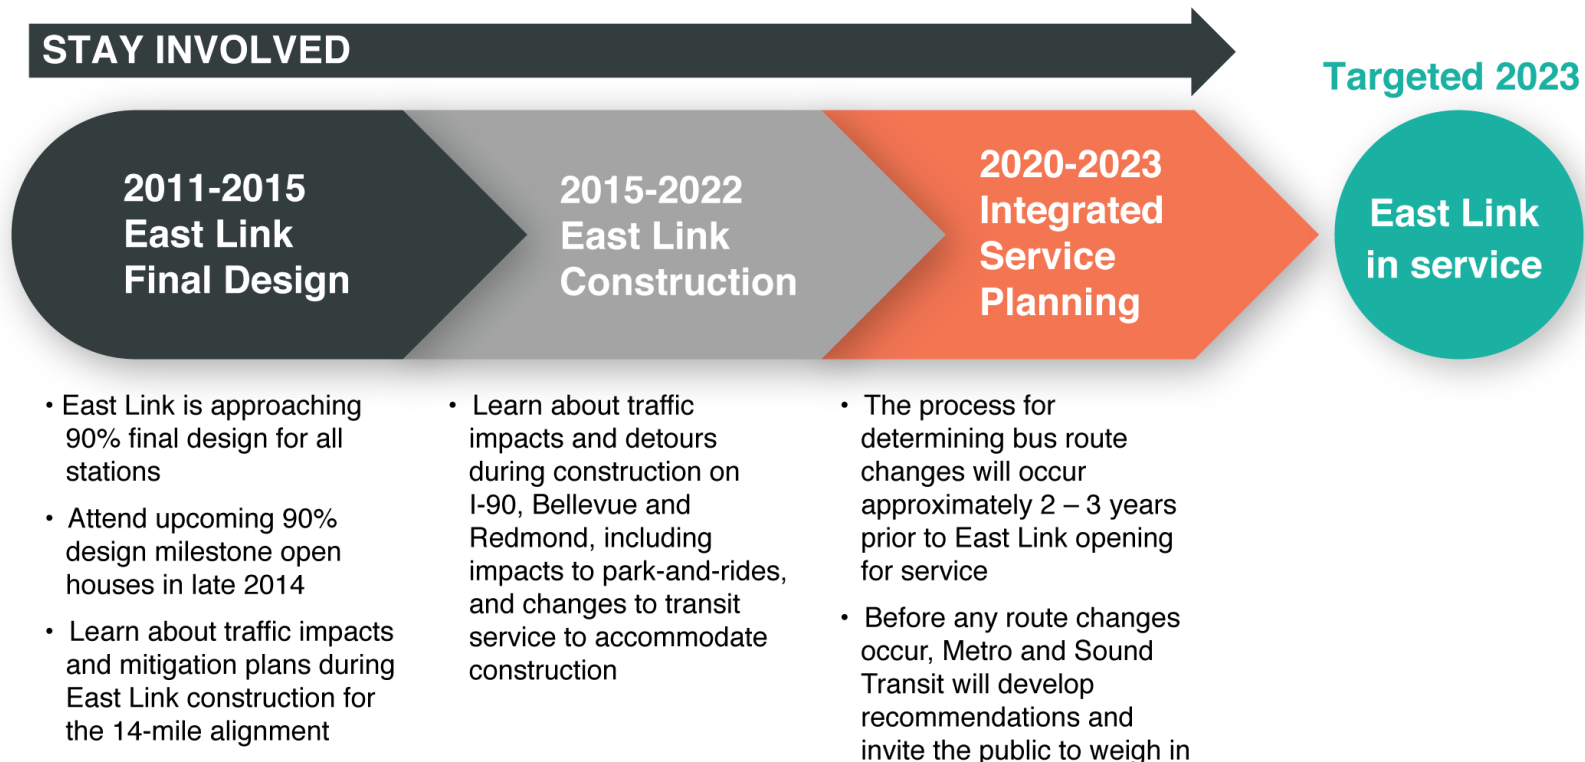 STAY INVOLVED
Targeted 2023
2011-2015
East Link
Final Design
2015-2022
East Link
Construction
2020-2023
Integrated
Service
Planning
East Link
in service
• East Link is approaching
90% final design for all
stations
• Attend upcoming 90%
design milestone open
houses in late 2014
• Learn about traffic impacts
and mitigation plans during
East Link construction for
the 14-mile alignment
• Learn about traffic
impacts and detours
during construction on
I-90, Bellevue and
Redmond, including
impacts to park-and-rides,
and changes to transit
service to accommodate
construction
• The process for
determining bus route
changes will occur
approximately 2 – 3 years
prior to East Link opening
for service
• Before any route changes
occur, Metro and Sound
Transit will develop
recommendations and
invite the public to weigh in